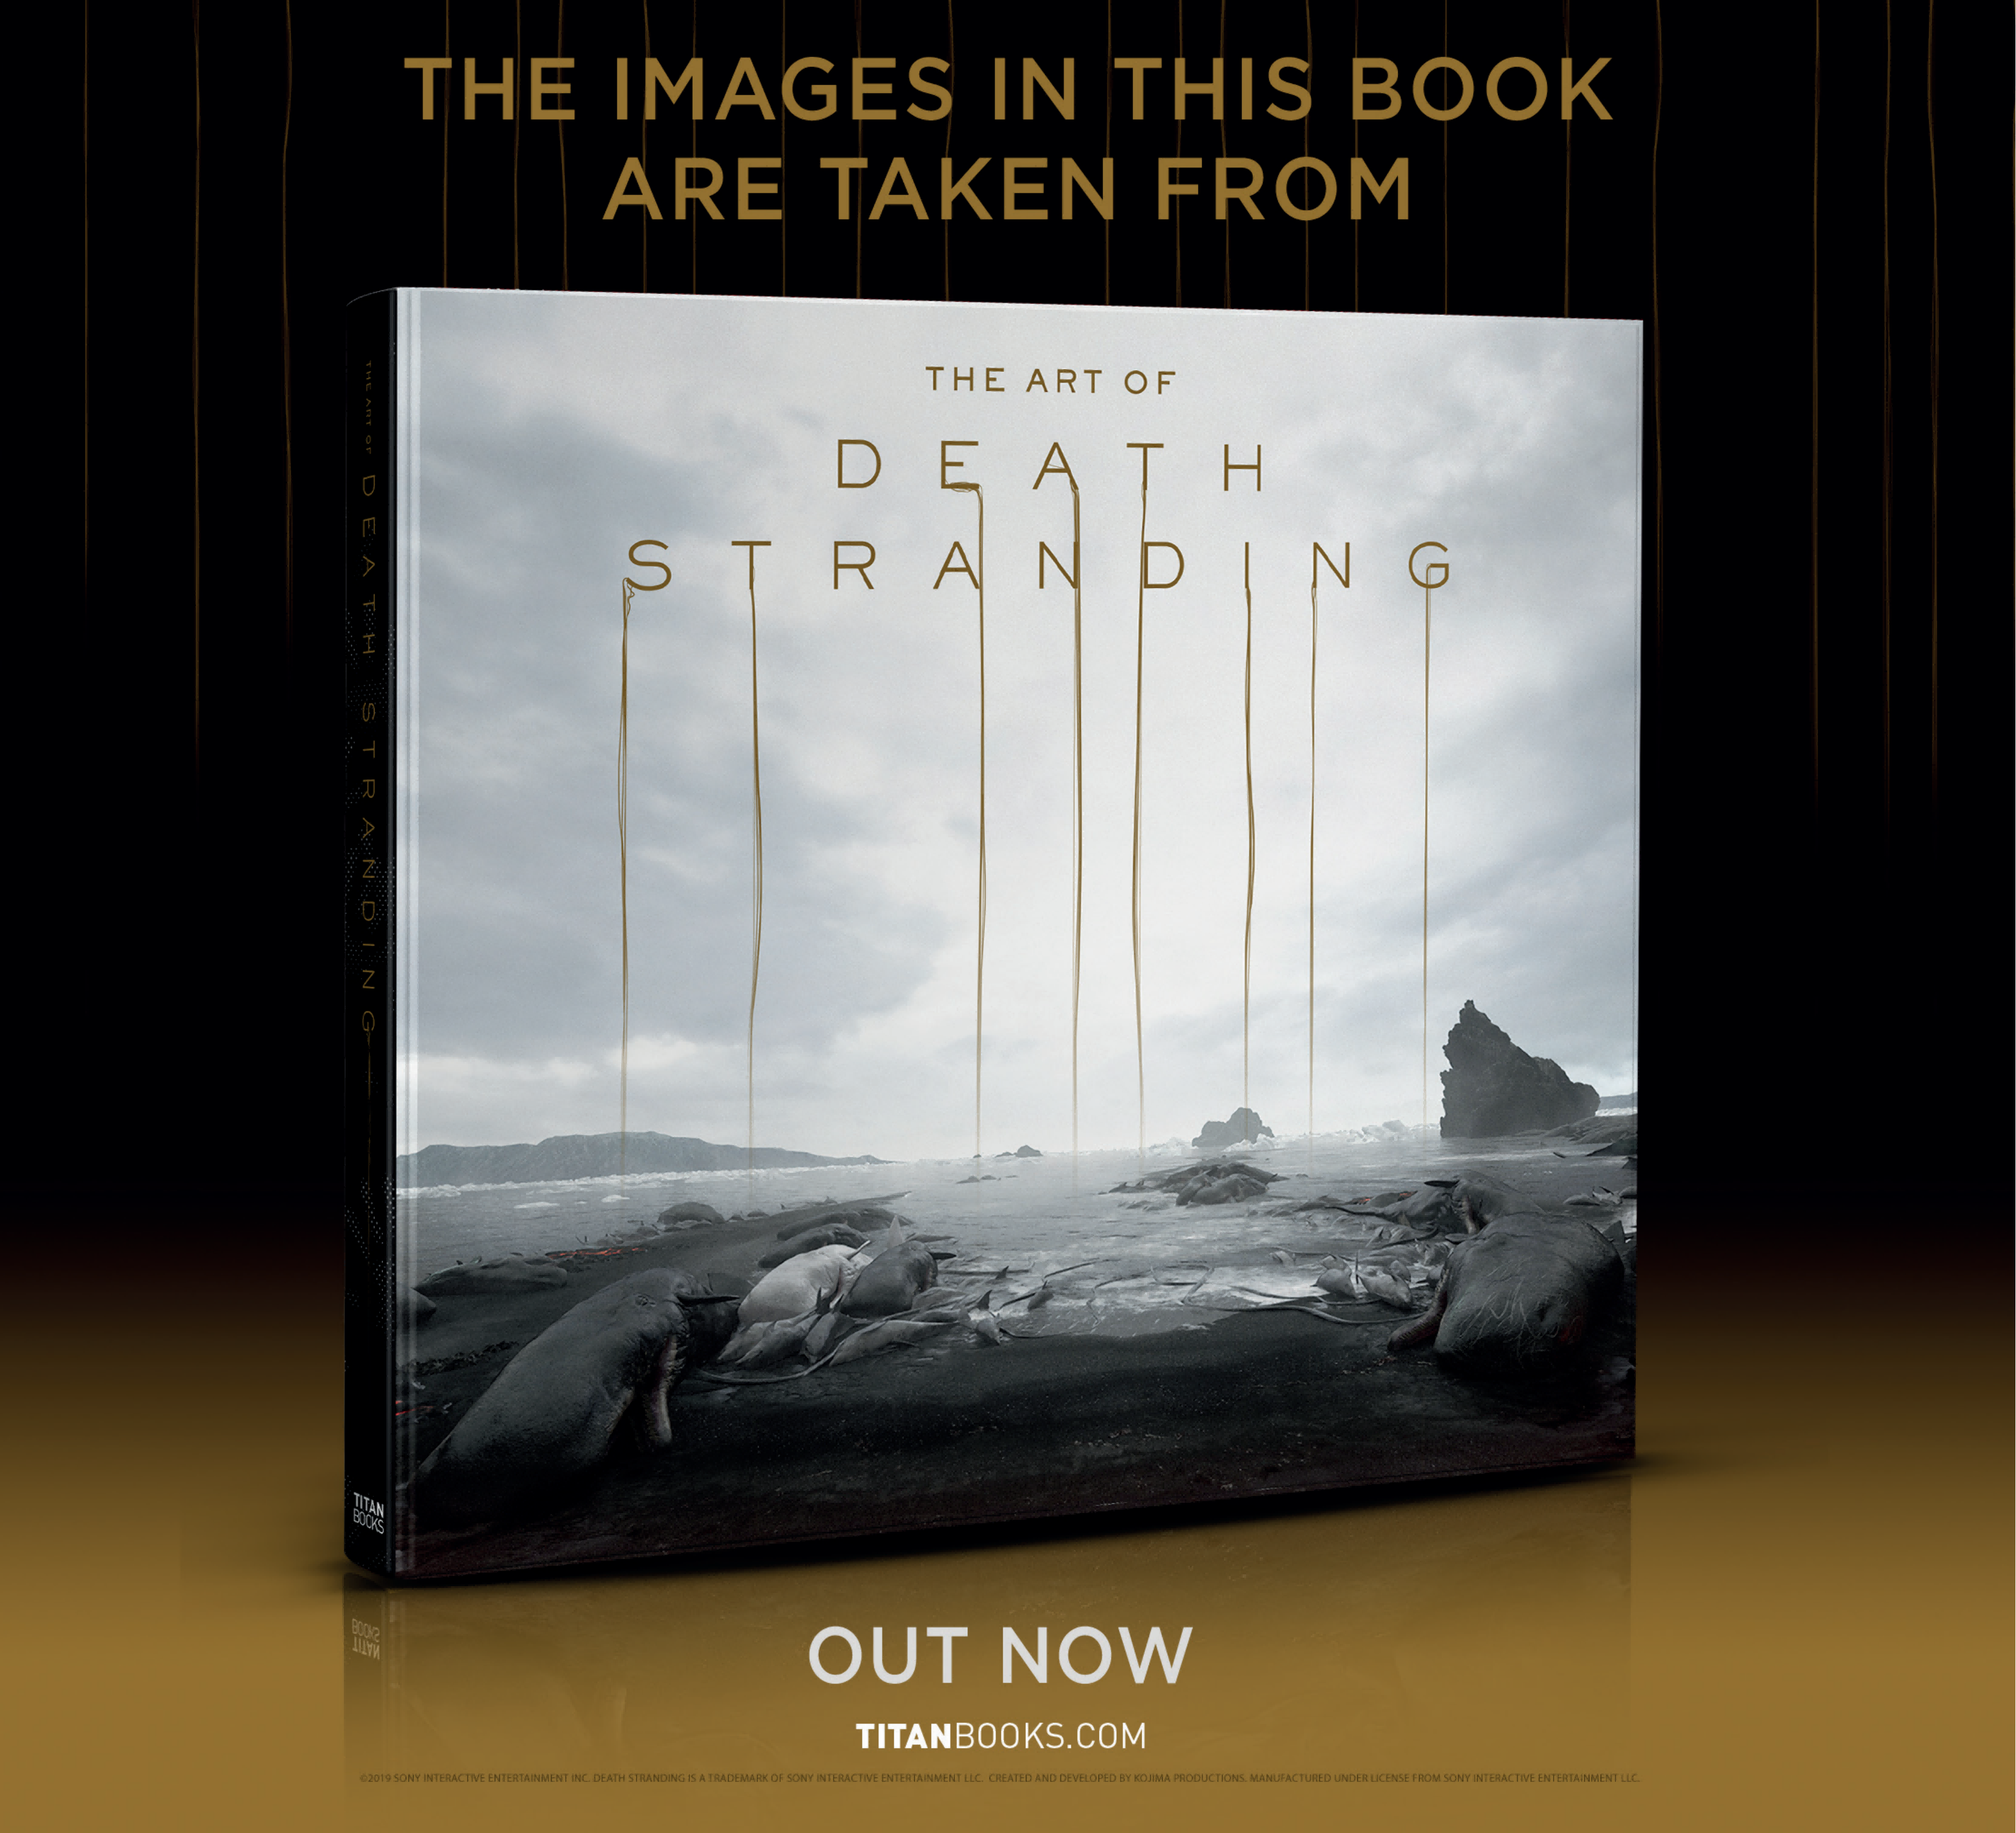 THE IMAGES IN THIS BOOK
ARE TAKEN FROM
THE ART OF
DEATH
STRANDING
THE ART OF DEATH STRANDING
TITAN
BOOKS
OUT NOW
TITANBOOKS.COM
©2019 SONY INTERACTIVE ENTERTAINMENT INC. DEATH STRANDING IS A TRADEMARK OF SONY INTERACTIVE ENTERTAINMENT LLC. CREATED AND DEVELOPED BY KOJIMA PRODUCTIONS. MANUFACTURED UNDER LICENSE FROM SONY INTERACTIVE ENTERTAINMENT LLC.